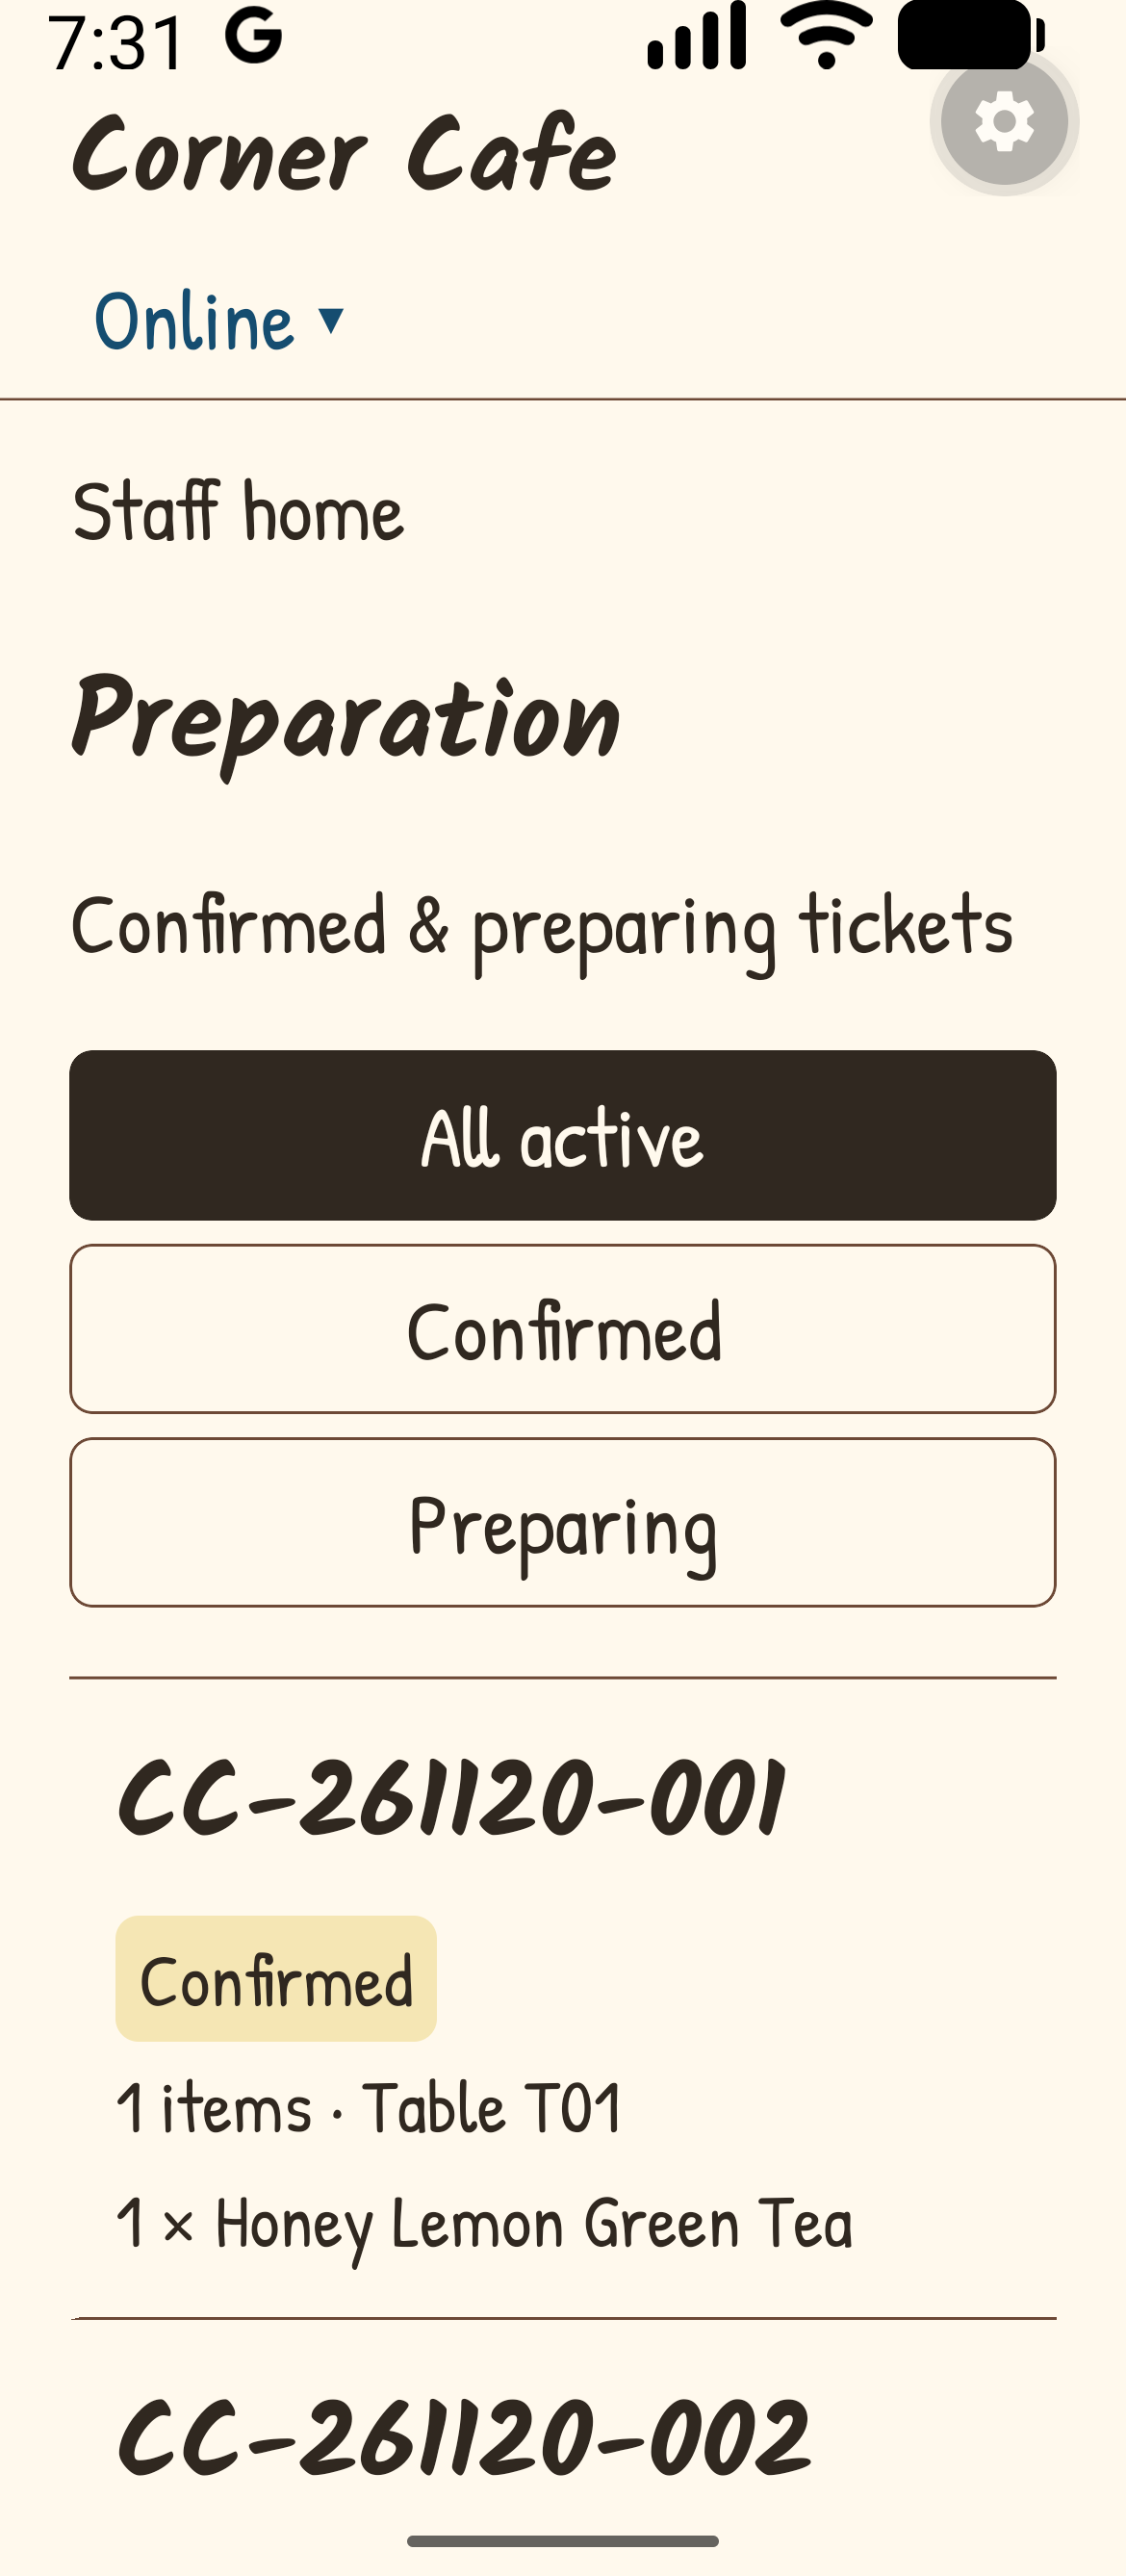 7:31 G
Corner Cafe
Online ▼
Staff home
Preparation
Confirmed & preparing tickets
All active
Confirmed
Preparing
CC-261120-001
Confirmed
1 items · Table T01
1 × Honey Lemon Green Tea
CC-261120-002